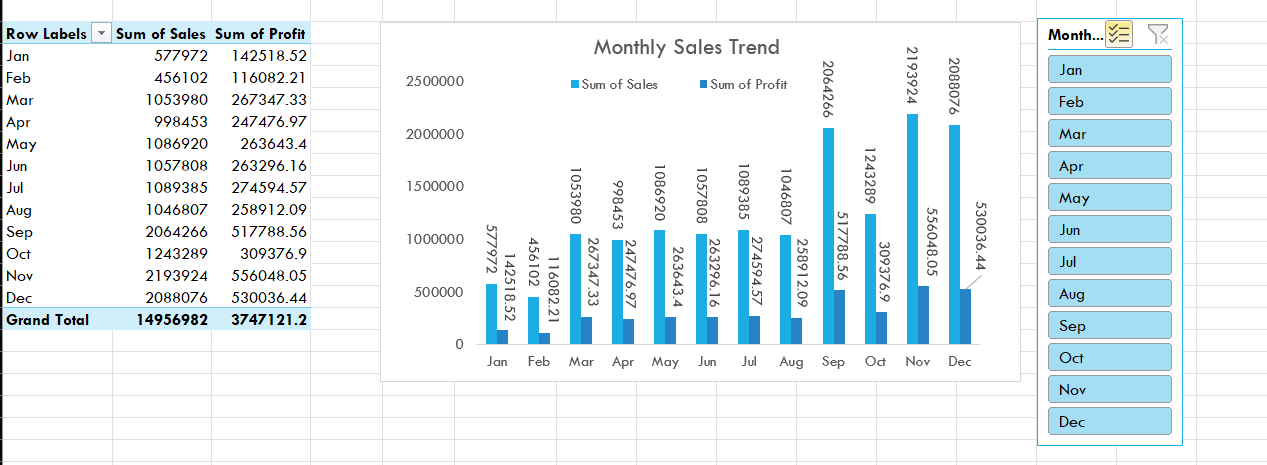 Row Labels Sum of Sales Sum of Profit
Jan 577972 142518.52
Feb 456102 116082.21
Mar 1053980 267347.33
Apr 998453 247476.97
May 1086920 263643.4
Jun 1057808 263296.16
Jul 1089385 274594.57
Aug 1046807 258912.09
Sep 2064266 517788.56
Oct 1243289 309376.9
Nov 2193924 556048.05
Dec 2088076 530036.44
Grand Total 14956982 3747121.2
Monthly Sales Trend
Sum of Sales Sum of Profit
2500000
2000000
1500000
1000000
500000
0
577972
142518.52
456102
116082.21
1053980
267347.33
998453
247476.97
1086920
263643.4
1057808
263296.16
1089385
274594.57
1046807
258912.09
2064266
517788.56
1243289
309376.9
2193924
556048.05
2088076
530036.44
Jan Feb Mar Apr May Jun Jul Aug Sep Oct Nov Dec
Month...
Jan
Feb
Mar
Apr
May
Jun
Jul
Aug
Sep
Oct
Nov
Dec